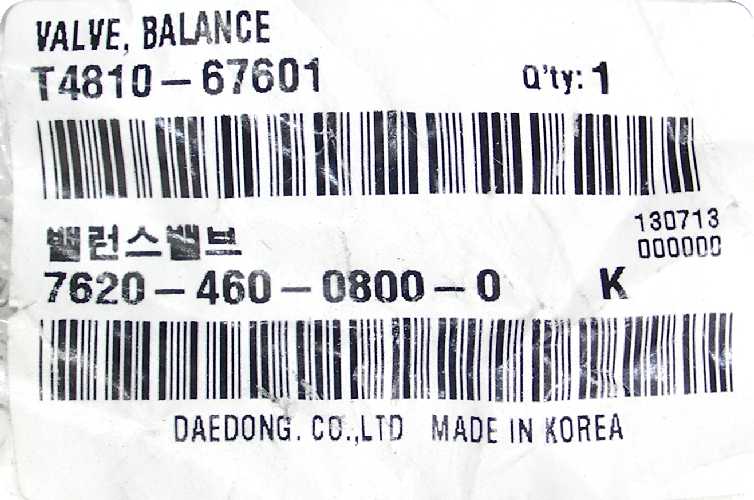 VALVE, BALANCE
T4810-67601 Q'ty: 1
밸런스밸브
130713
000000
7620-460-0800-0 K
DAEDONG. CO.,LTD MADE IN KOREA